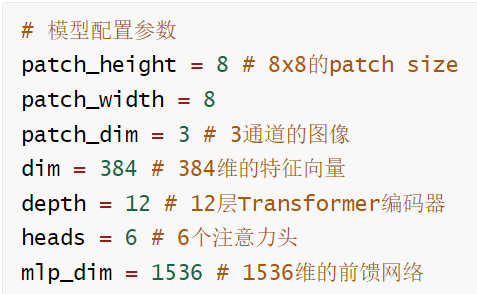 # 模型配置参数
patch_height = 8 # 8x8的patch size
patch_width = 8
patch_dim = 3 # 3通道的图像
dim = 384 # 384维的特征向量
depth = 12 # 12层Transformer编码器
heads = 6 # 6个注意力头
mlp_dim = 1536 # 1536维的前馈网络